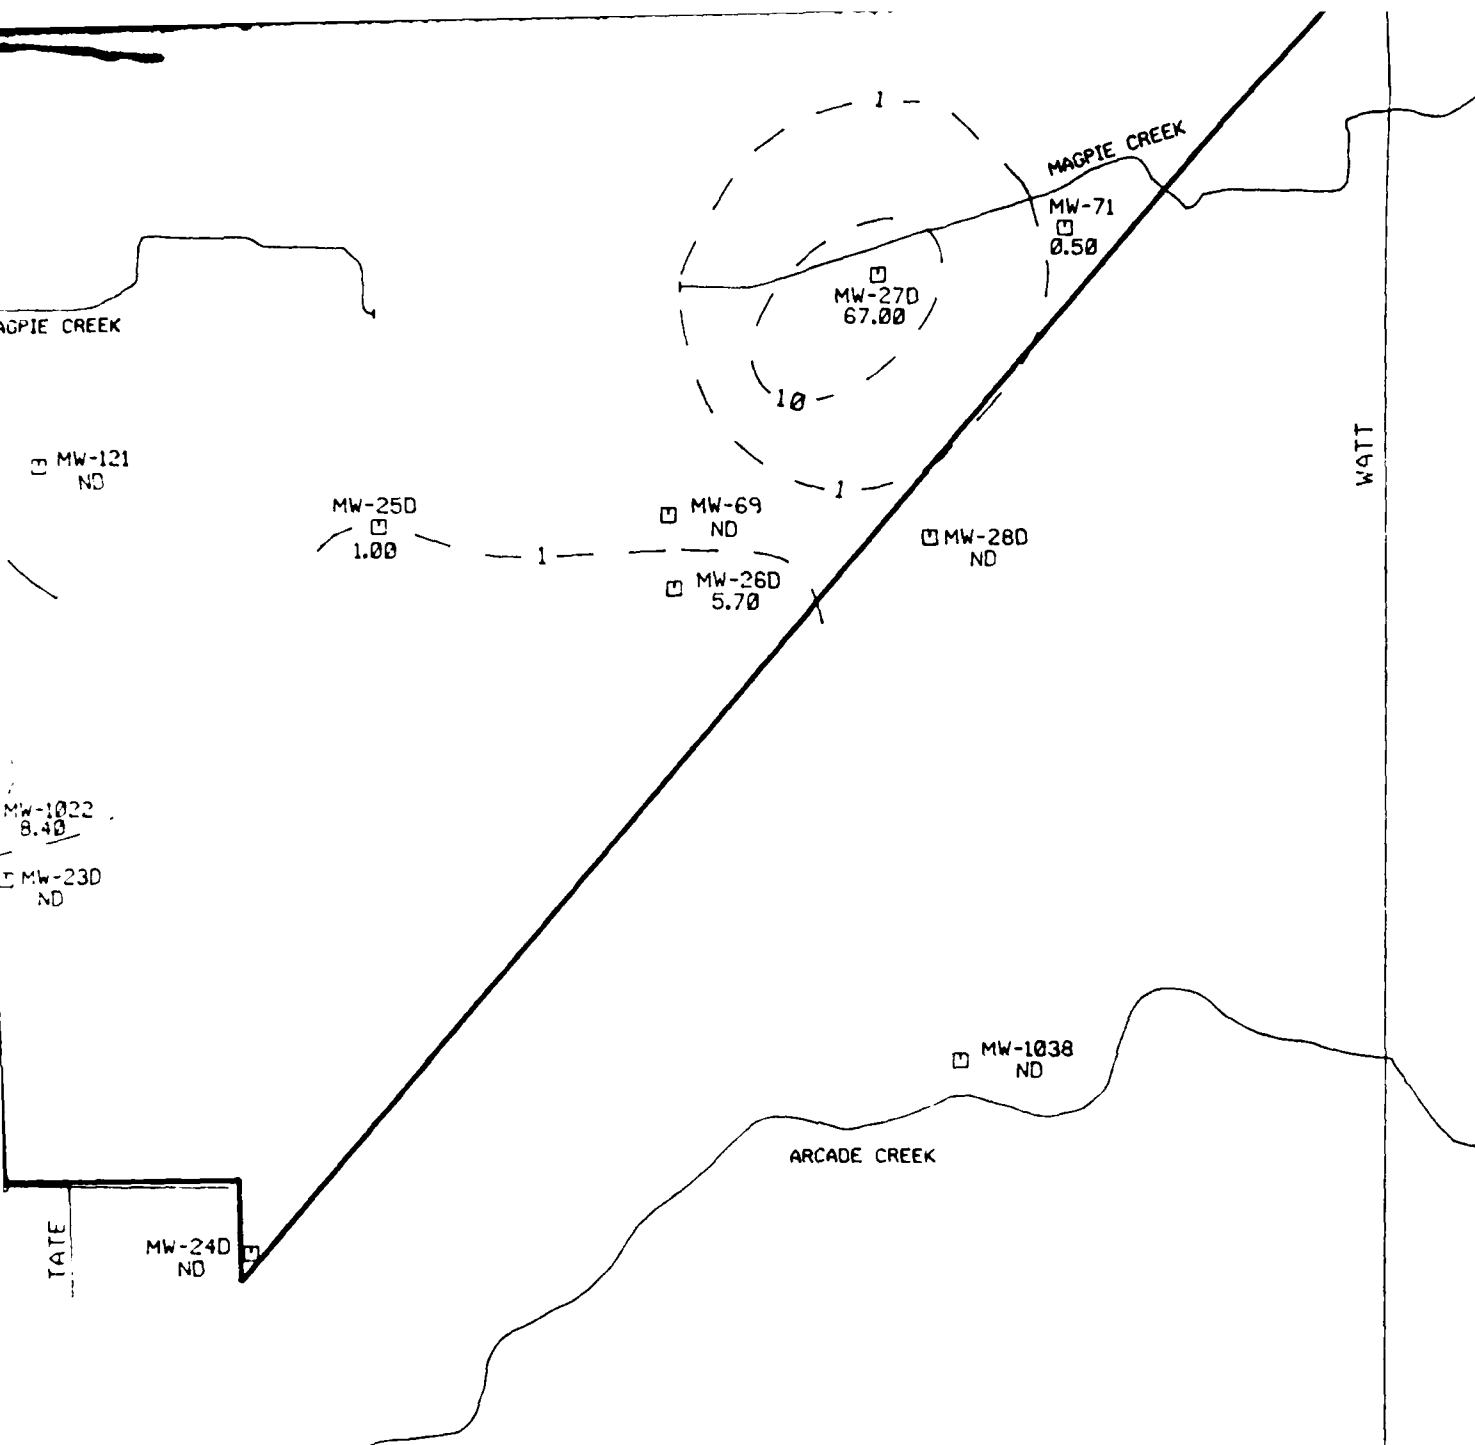 1
MAGPIE CREEK
MW-71
0.50
MW-27D
67.00
AGPIE CREEK
10
WATT
MW-121
ND
MW-25D
1.00
1
MW-69
ND
1
MW-28D
ND
MW-26D
5.70
MW-1022
8.40
MW-23D
ND
MW-1038
ND
ARCADE CREEK
TATE
MW-24D
ND